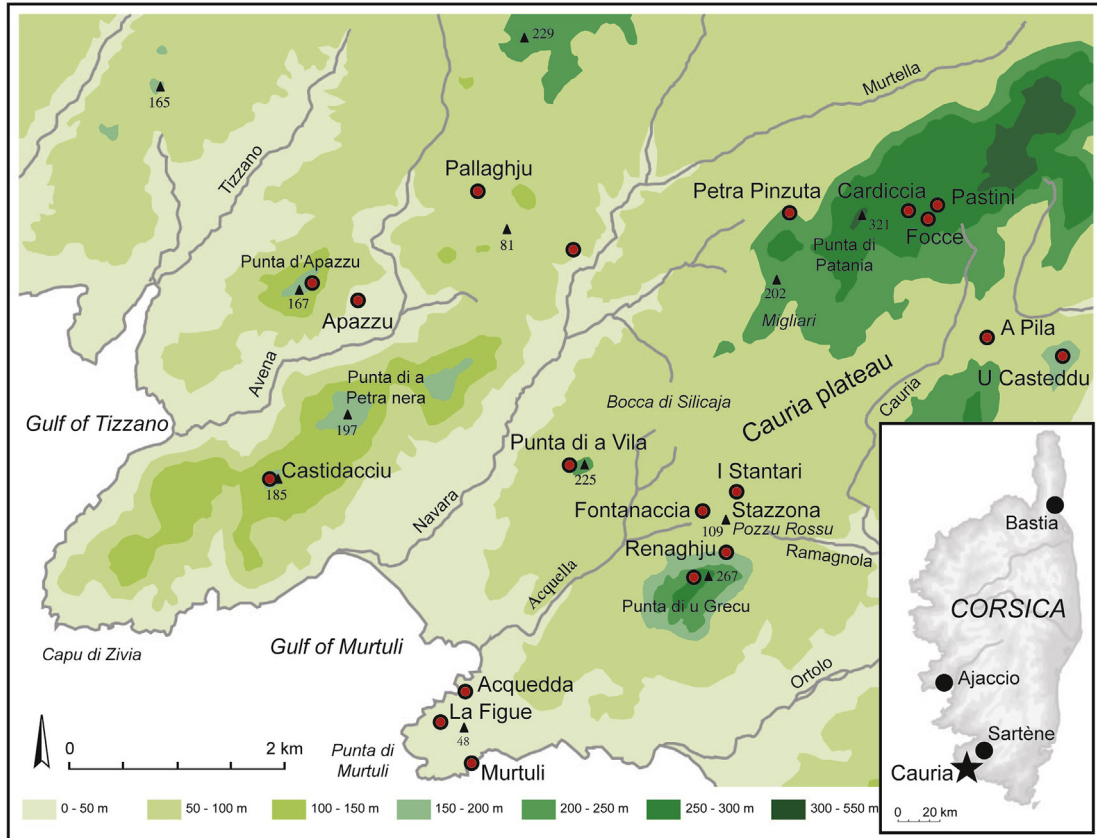 229
165
Murtella
Tizzano
Pallaghju
Petra Pinzuta
Cardiccia
Pastini
321
Focce
81
Punta di
Patania
Punta d'Apazzu
167
Apazzu
202
Migliari
A Pila
U Casteddu
Avena
Punta di a
Petra nera
197
Bocca di Silicaja
Cauria plateau
Cauria
Gulf of Tizzano
Punta di a Vila
225
Castidacciu
185
I Stantari
Navara
Fontanaccia
Stazzona
109
Pozzu Rossu
Renaghju
Ramagnola
Acquella
267
Punta di u Grecu
Gulf of Murtuli
Capu di Zivia
Ortolo
Acquedda
La Figue
48
Punta di
Murtuli
Murtuli
0
2 km
0 - 50 m
50 - 100 m
100 - 150 m
150 - 200 m
200 - 250 m
250 - 300 m
300 - 550 m
Bastia
CORSICA
Ajaccio
Sartène
Cauria
0 20 km